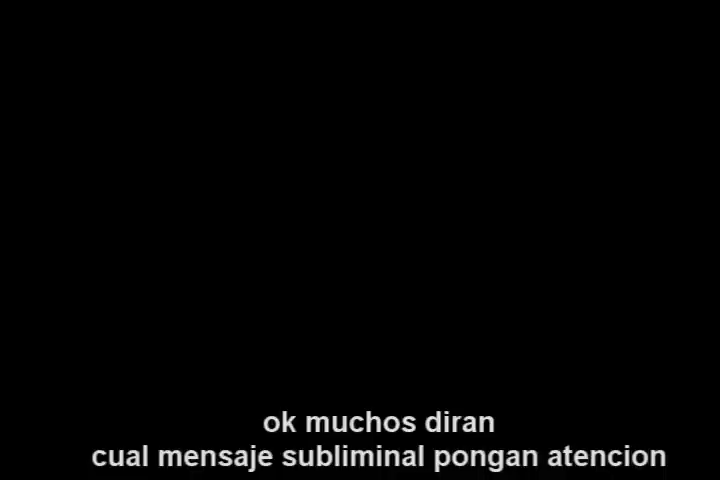 ok muchos diran
cual mensaje subliminal pongan atencion